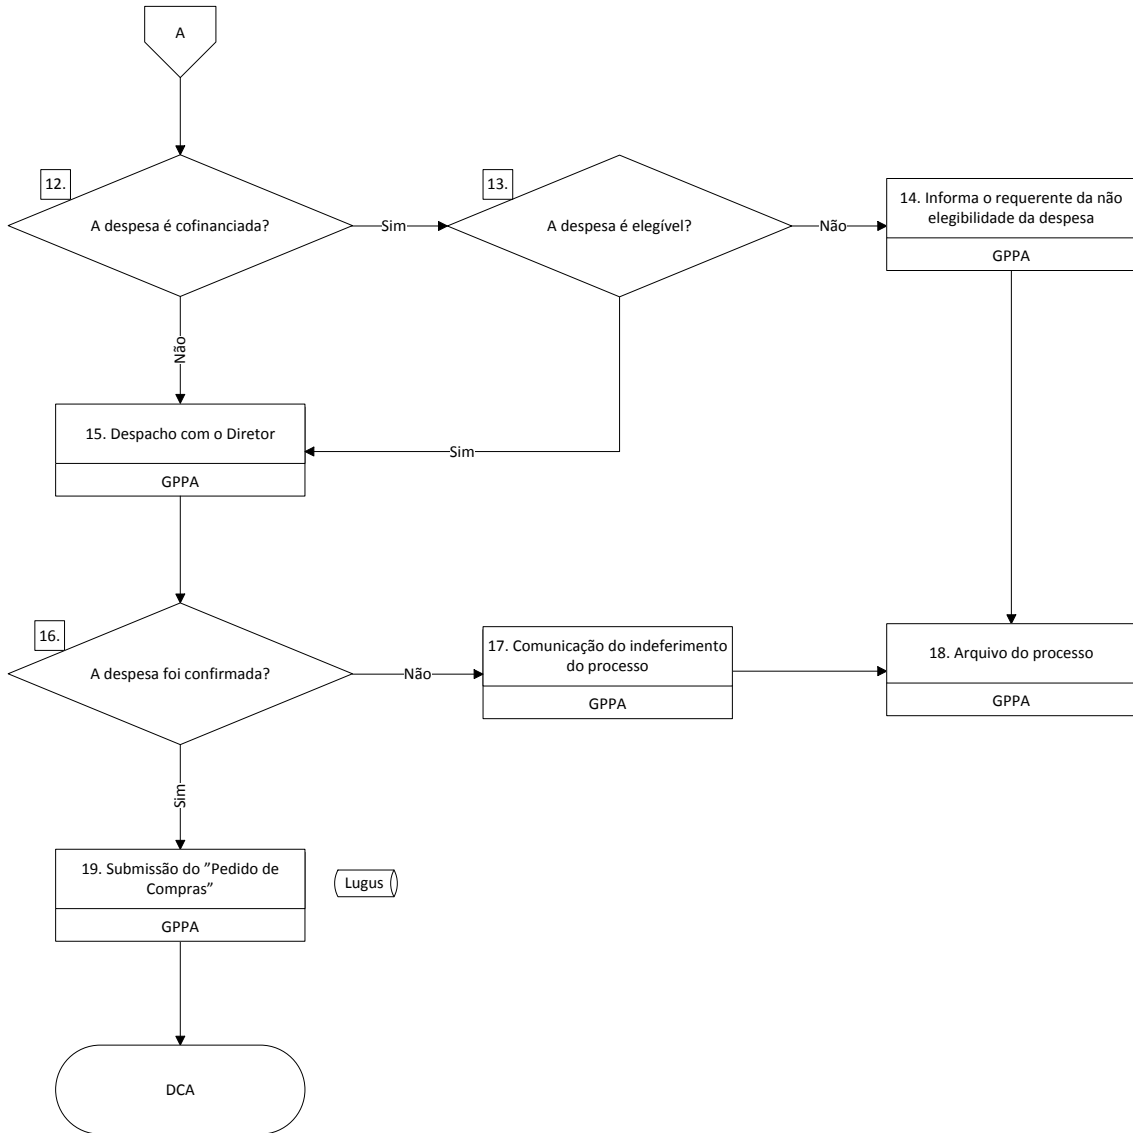 A
12.
A despesa é cofinanciada?
Sim
13.
A despesa é elegível?
Não
14. Informa o requerente da não
elegibilidade da despesa
GPPA
Não
15. Despacho com o Diretor
GPPA
Sim
16.
A despesa foi confirmada?
Não
17. Comunicação do indeferimento
do processo
GPPA
18. Arquivo do processo
GPPA
Sim
19. Submissão do ”Pedido de
Compras”
GPPA
Lugus
DCA